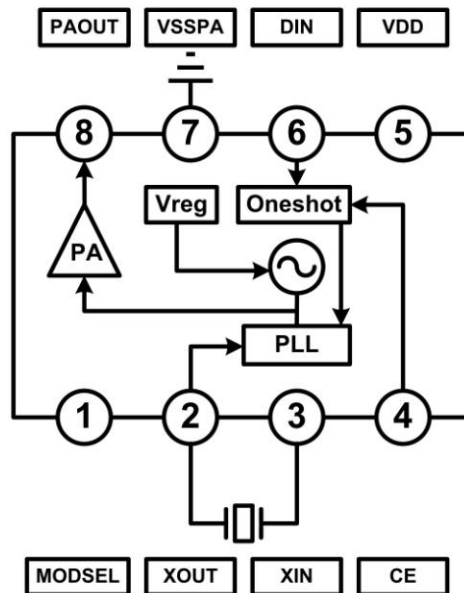 PAOUT VSSPA DIN VDD
8 7 6 5
Vreg Oneshot
PA
PLL
1 2 3 4
MODSEL XOUT XIN CE